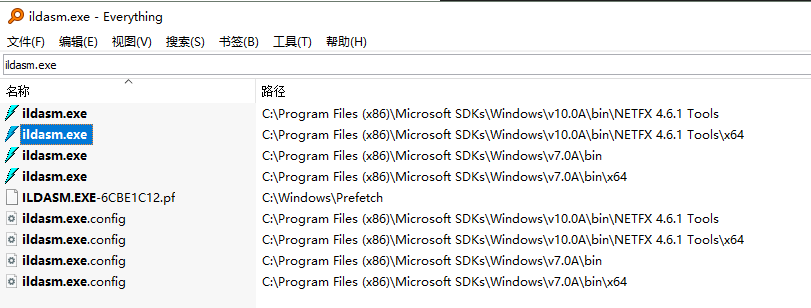 ildasm.exe - Everything
文件(F) 编辑(E) 视图(V) 搜索(S) 书签(B) 工具(T) 帮助(H)
ildasm.exe
名称 路径
ildasm.exe C:\Program Files (x86)\Microsoft SDKs\Windows\v10.0A\bin\NETFX 4.6.1 Tools
ildasm.exe C:\Program Files (x86)\Microsoft SDKs\Windows\v10.0A\bin\NETFX 4.6.1 Tools\x64
ildasm.exe C:\Program Files (x86)\Microsoft SDKs\Windows\v7.0A\bin
ildasm.exe C:\Program Files (x86)\Microsoft SDKs\Windows\v7.0A\bin\x64
ILDASM.EXE-6CBE1C12.pf C:\Windows\Prefetch
ildasm.exe.config C:\Program Files (x86)\Microsoft SDKs\Windows\v10.0A\bin\NETFX 4.6.1 Tools
ildasm.exe.config C:\Program Files (x86)\Microsoft SDKs\Windows\v10.0A\bin\NETFX 4.6.1 Tools\x64
ildasm.exe.config C:\Program Files (x86)\Microsoft SDKs\Windows\v7.0A\bin
ildasm.exe.config C:\Program Files (x86)\Microsoft SDKs\Windows\v7.0A\bin\x64